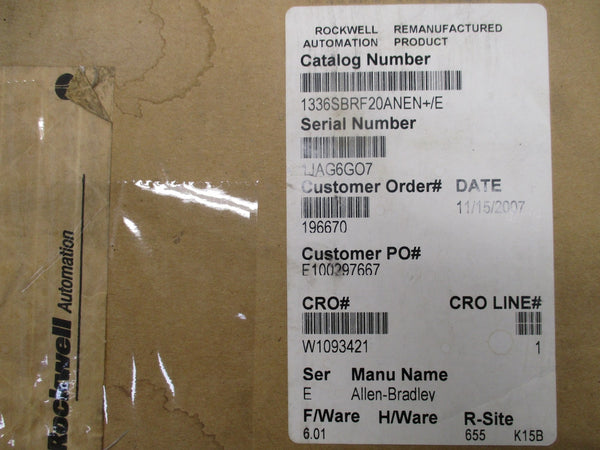 ROCKWELL REMANUFACTURED
AUTOMATION PRODUCT
Catalog Number
1336SBRF20ANEN+/E
Serial Number
1JAG6GO7
Customer Order# DATE
196670 11/15/2007
Customer PO#
E100297667
CRO# CRO LINE#
W1093421 1
Ser Manu Name
E Allen-Bradley
F/Ware H/Ware R-Site
6.01 655 K15B
Rockwell Automation